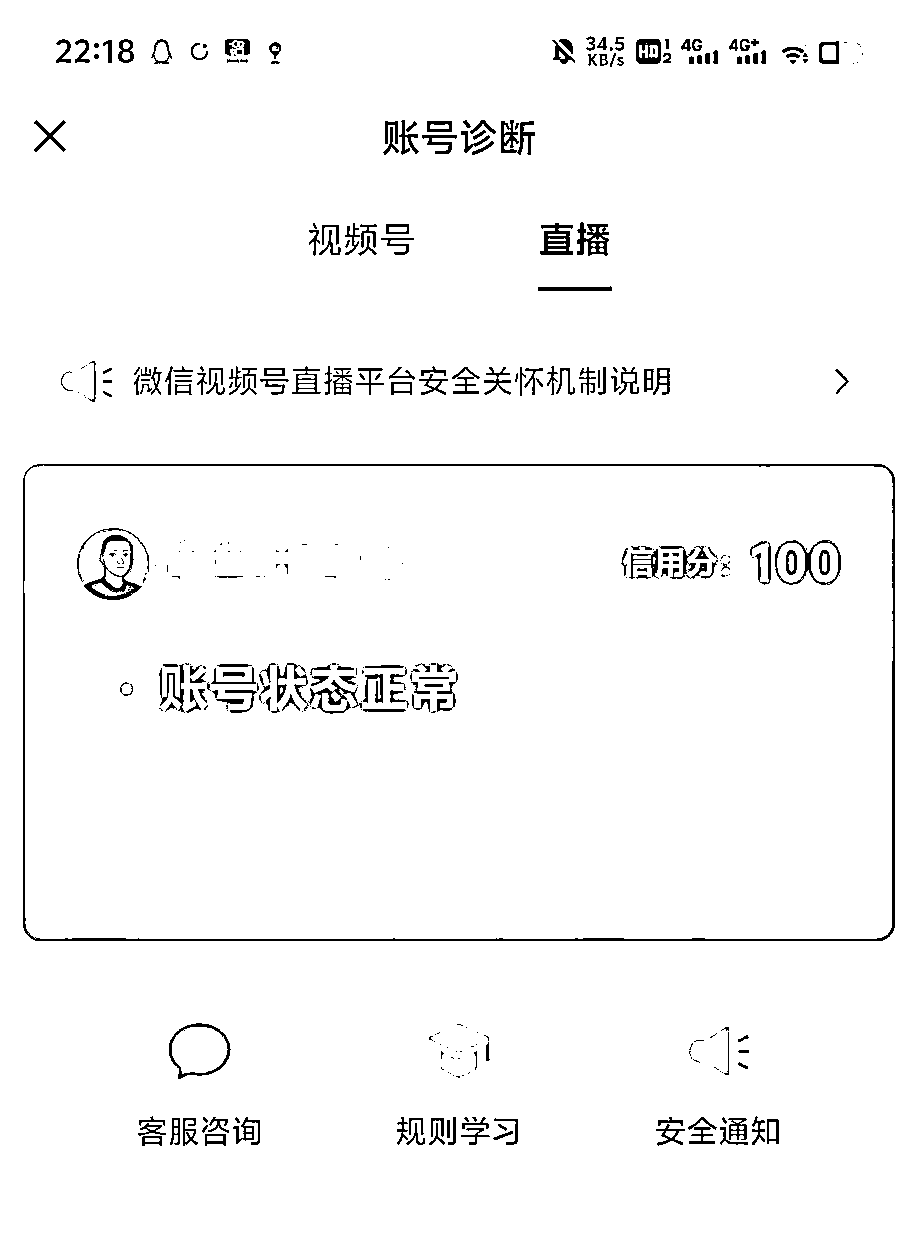 22:18 34.5 KB/s HD 1 2 4G 4G+
账号诊断
视频号 直播
微信视频号直播平台安全关怀机制说明
信用分: 100
账号状态正常
客服咨询 规则学习 安全通知